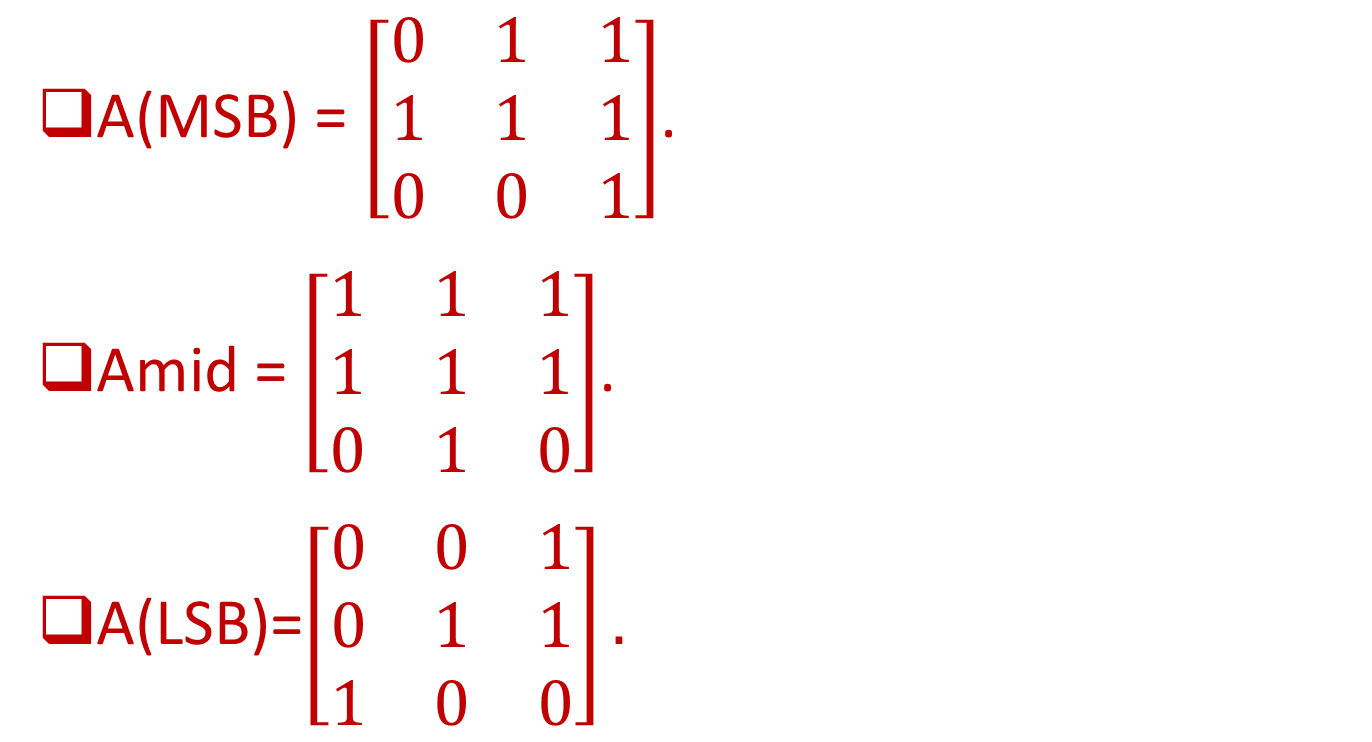 ❑A(MSB) = [0 1 1
1 1 1
0 0 1].
❑Amid = [1 1 1
1 1 1
0 1 0].
❑A(LSB)=[0 0 1
0 1 1
1 0 0] .